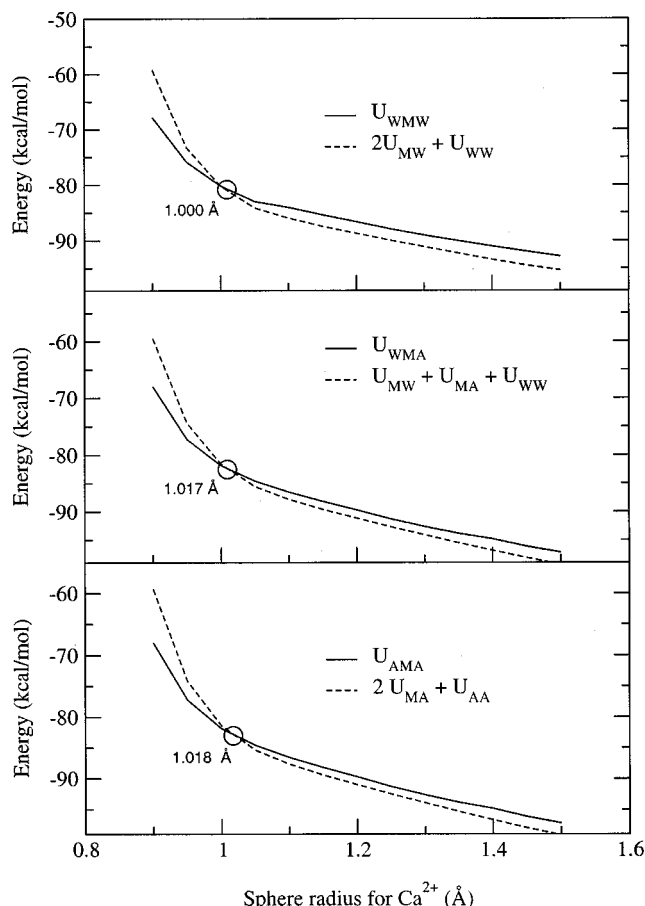 -50
-60
-70
-80
-90
Energy (kcal/mol)
U_WMW
2U_MW + U_WW
1.000 Å
-60
-70
-80
-90
Energy (kcal/mol)
U_WMA
U_MW + U_MA + U_WW
1.017 Å
-60
-70
-80
-90
Energy (kcal/mol)
U_AMA
2 U_MA + U_AA
1.018 Å
0.8 1 1.2 1.4 1.6
Sphere radius for Ca²⁺ (Å)